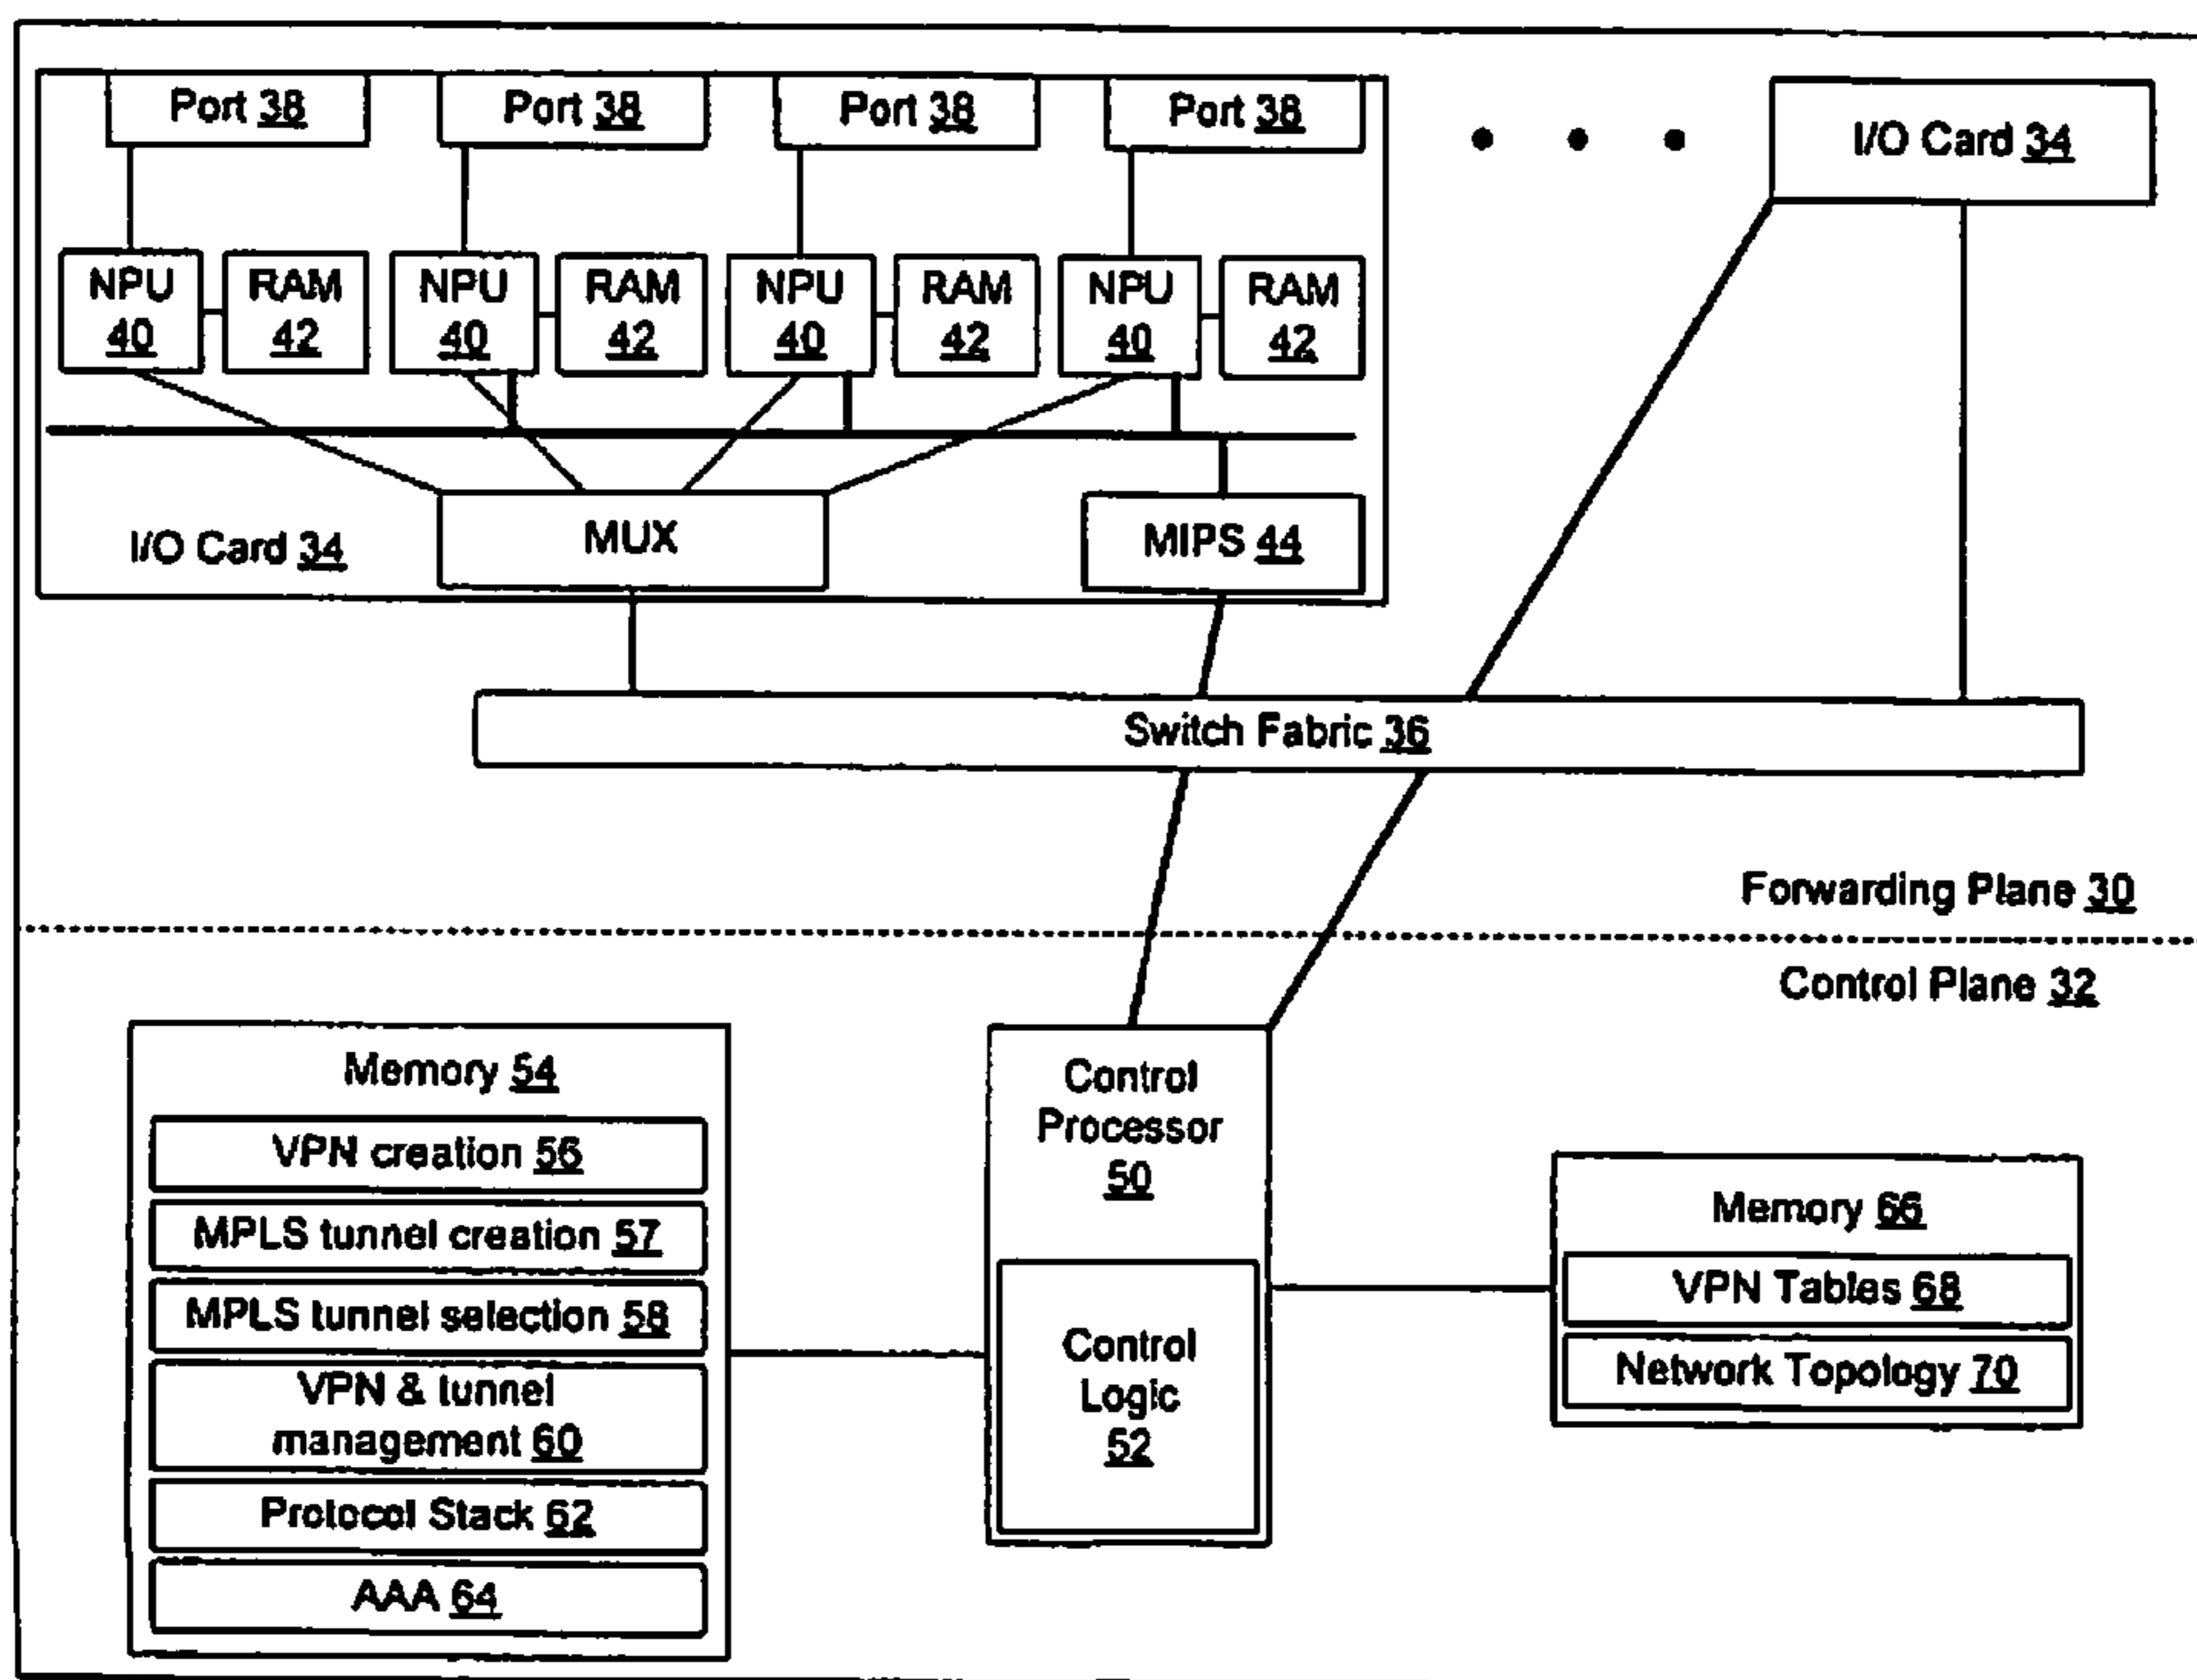 Port 38
Port 38
Port 38
Port 38
I/O Card 34
NPU
40
RAM
42
NPU
40
RAM
42
NPU
40
RAM
42
NPU
40
RAM
42
I/O Card 34
MUX
MIPS 44
Switch Fabric 36
Forwarding Plane 30
Control Plane 32
Memory 54
VPN creation 56
MPLS tunnel creation 57
MPLS tunnel selection 58
VPN & tunnel
management 60
Protocol Stack 62
AAA 64
Control
Processor
50
Control
Logic
52
Memory 66
VPN Tables 68
Network Topology 70